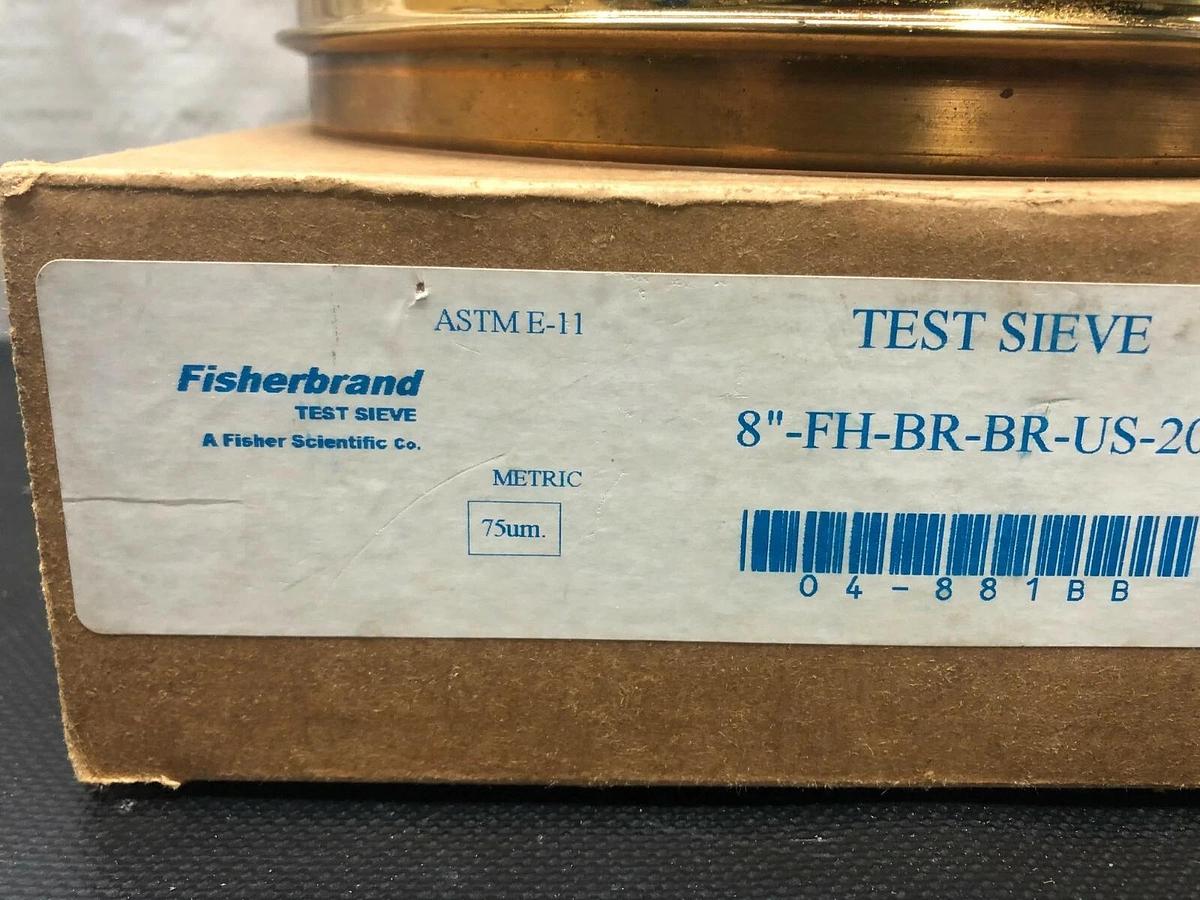 ASTM E-11
TEST SIEVE
Fisherbrand
TEST SIEVE
A Fisher Scientific Co.
8"-FH-BR-BR-US-20
METRIC
75um.
04-881BB